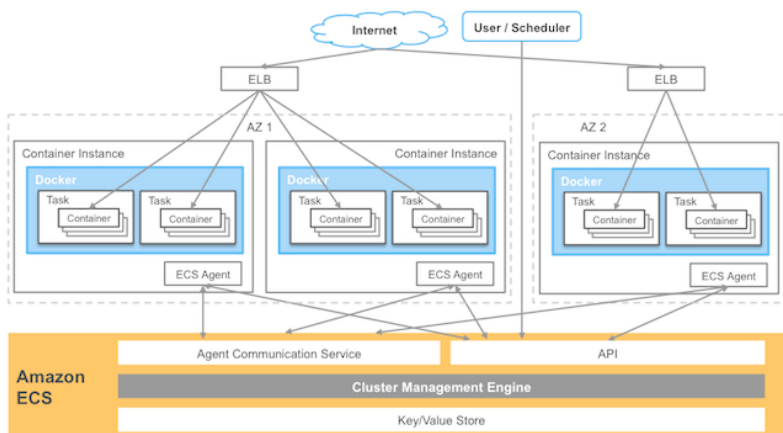 Internet
User / Scheduler
ELB
ELB
AZ 1
AZ 2
Container Instance
Container Instance
Container Instance
Docker
Docker
Docker
Task
Task
Task
Task
Task
Task
Container
Container
Container
Container
Container
Container
ECS Agent
ECS Agent
ECS Agent
Amazon
ECS
Agent Communication Service
API
Cluster Management Engine
Key/Value Store